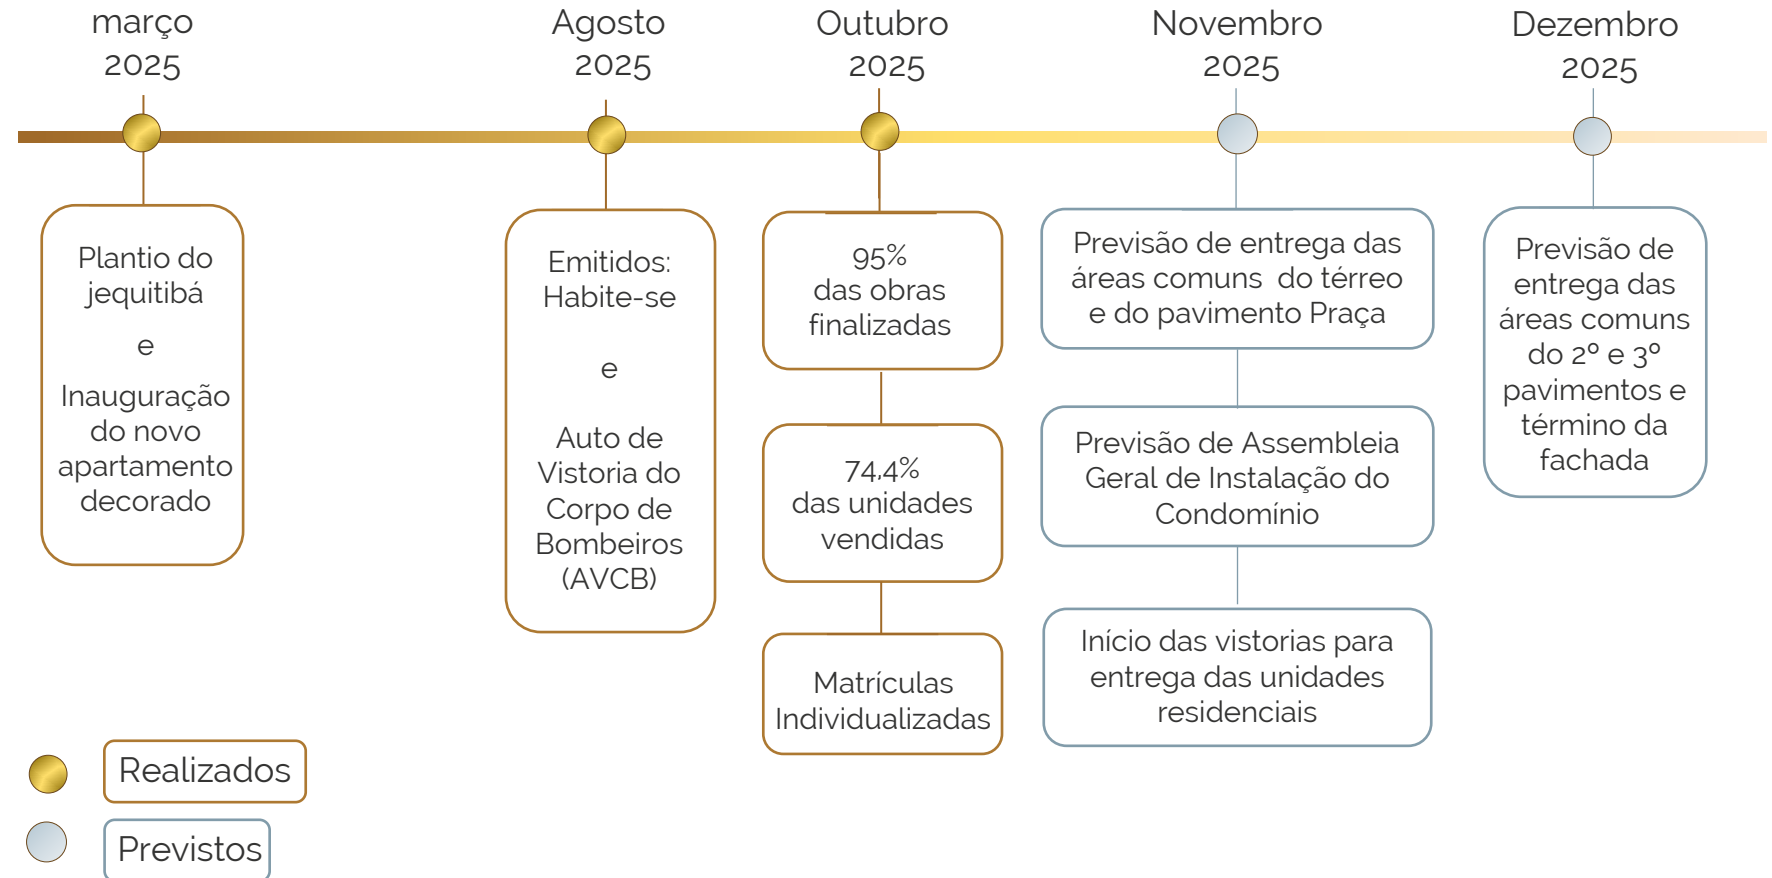 março
2025
Agosto
2025
Outubro
2025
Novembro
2025
Dezembro
2025
Plantio do
jequitibá
e
Inauguração
do novo
apartamento
decorado
Emitidos:
Habite-se
e
Auto de
Vistoria do
Corpo de
Bombeiros
(AVCB)
95%
das obras
finalizadas
74,4%
das unidades
vendidas
Matrículas
Individualizadas
Previsão de entrega das
áreas comuns do térreo
e do pavimento Praça
Previsão de Assembleia
Geral de Instalação do
Condomínio
Início das vistorias para
entrega das unidades
residenciais
Previsão de
entrega das
áreas comuns
do 2º e 3º
pavimentos e
término da
fachada
Realizados
Previstos